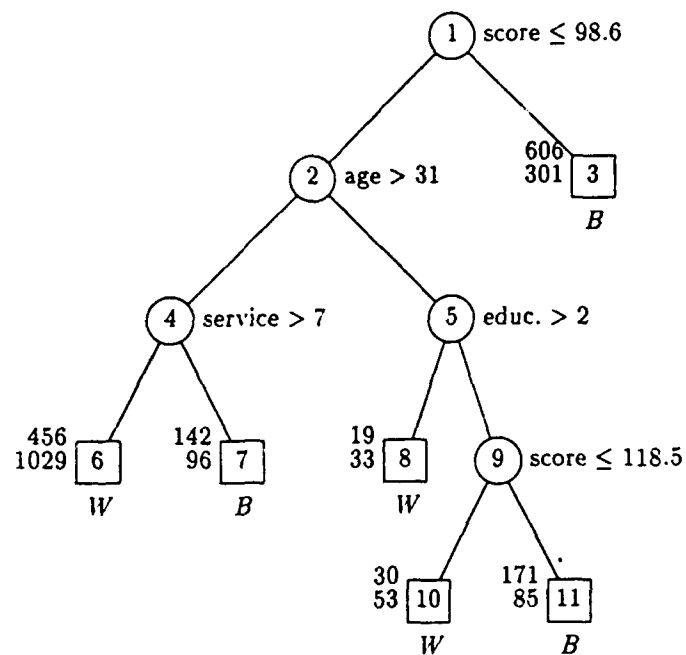 1 score ≤ 98.6
606
301 3
B
2 age > 31
4 service > 7
5 educ. > 2
456
1029 6
W
142
96 7
B
19
33 8
W
9 score ≤ 118.5
30
53 10
W
171
85 11
B